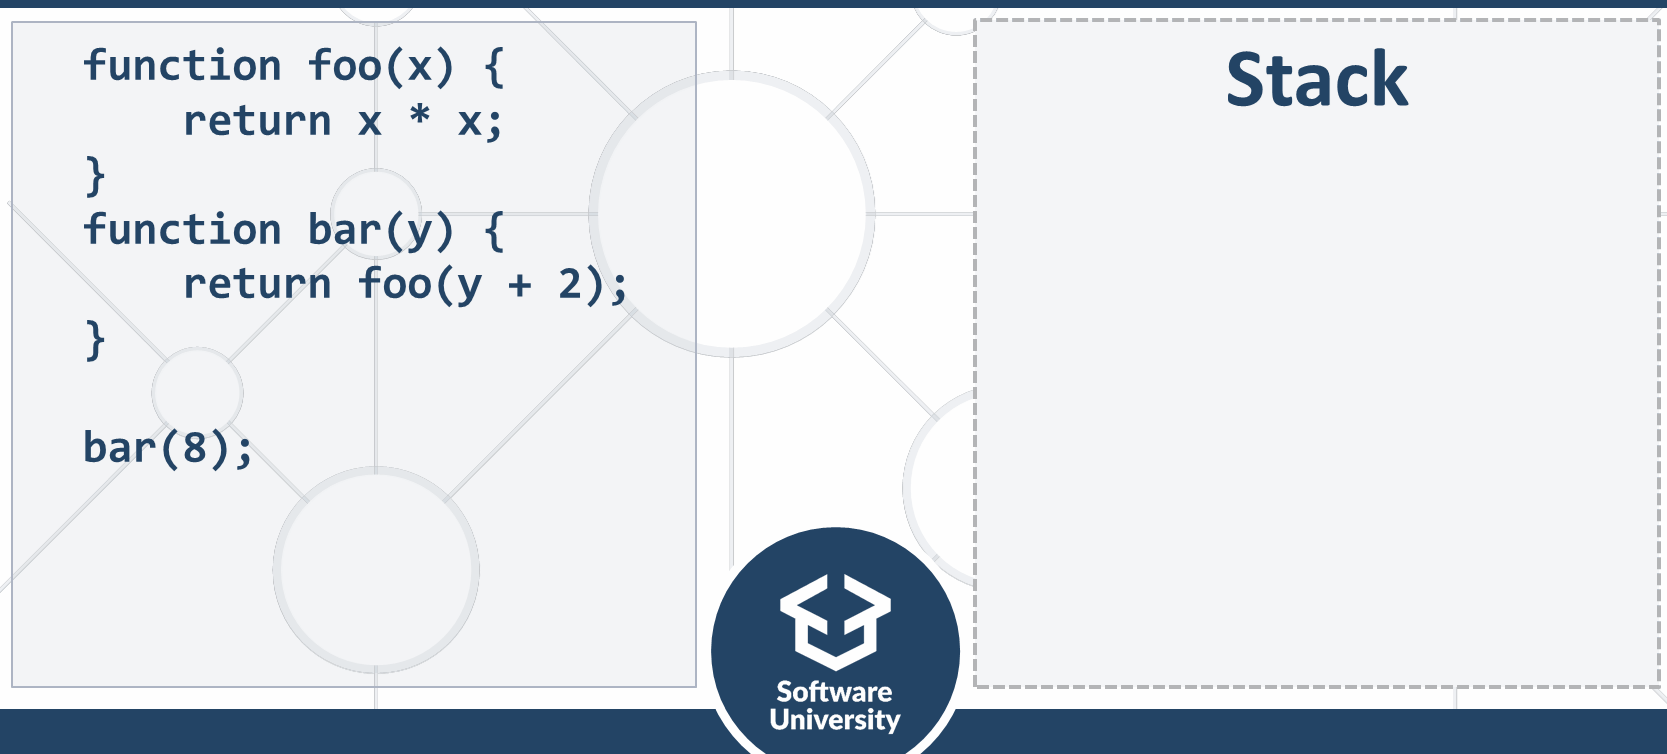 function foo(x) {
    return x * x;
}
function bar(y) {
    return foo(y + 2);
}
bar(8);
Stack
Software
University